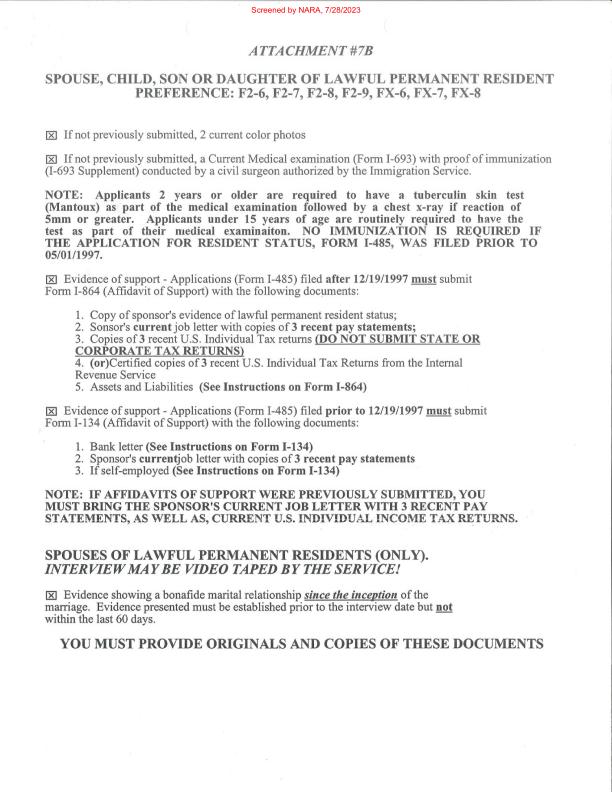 Screened by NARA, 7/28/2023
ATTACHMENT #7B
SPOUSE, CHILD, SON OR DAUGHTER OF LAWFUL PERMANENT RESIDENT
PREFERENCE: F2-6, F2-7, F2-8, F2-9, FX-6, FX-7, FX-8
☒ If not previously submitted, 2 current color photos
☒ If not previously submitted, a Current Medical examination (Form I-693) with proof of immunization
(I-693 Supplement) conducted by a civil surgeon authorized by the Immigration Service.
NOTE: Applicants 2 years or older are required to have a tuberculin skin test
(Mantoux) as part of the medical examination followed by a chest x-ray if reaction of
5mm or greater. Applicants under 15 years of age are routinely required to have the
test as part of their medical examinaiton. NO IMMUNIZATION IS REQUIRED IF
THE APPLICATION FOR RESIDENT STATUS, FORM I-485, WAS FILED PRIOR TO
05/01/1997.
☒ Evidence of support - Applications (Form I-485) filed after 12/19/1997 must submit
Form I-864 (Affidavit of Support) with the following documents:
1. Copy of sponsor's evidence of lawful permanent resident status;
2. Sonsor's current job letter with copies of 3 recent pay statements;
3. Copies of 3 recent U.S. Individual Tax returns (DO NOT SUBMIT STATE OR
CORPORATE TAX RETURNS)
4. (or)Certified copies of 3 recent U.S. Individual Tax Returns from the Internal
Revenue Service
5. Assets and Liabilities (See Instructions on Form I-864)
☒ Evidence of support - Applications (Form I-485) filed prior to 12/19/1997 must submit
Form I-134 (Affidavit of Support) with the following documents:
1. Bank letter (See Instructions on Form I-134)
2. Sponsor's currentjob letter with copies of 3 recent pay statements
3. If self-employed (See Instructions on Form I-134)
NOTE: IF AFFIDAVITS OF SUPPORT WERE PREVIOUSLY SUBMITTED, YOU
MUST BRING THE SPONSOR'S CURRENT JOB LETTER WITH 3 RECENT PAY
STATEMENTS, AS WELL AS, CURRENT U.S. INDIVIDUAL INCOME TAX RETURNS.
SPOUSES OF LAWFUL PERMANENT RESIDENTS (ONLY).
INTERVIEW MAY BE VIDEO TAPED BY THE SERVICE!
☒ Evidence showing a bonafide marital relationship since the inception of the
marriage. Evidence presented must be established prior to the interview date but not
within the last 60 days.
YOU MUST PROVIDE ORIGINALS AND COPIES OF THESE DOCUMENTS